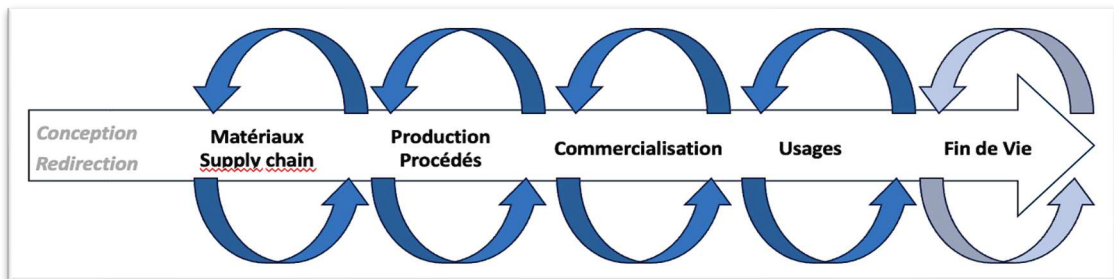 Conception
Redirection
Matériaux
Supply chain
Production
Procédés
Commercialisation
Usages
Fin de Vie